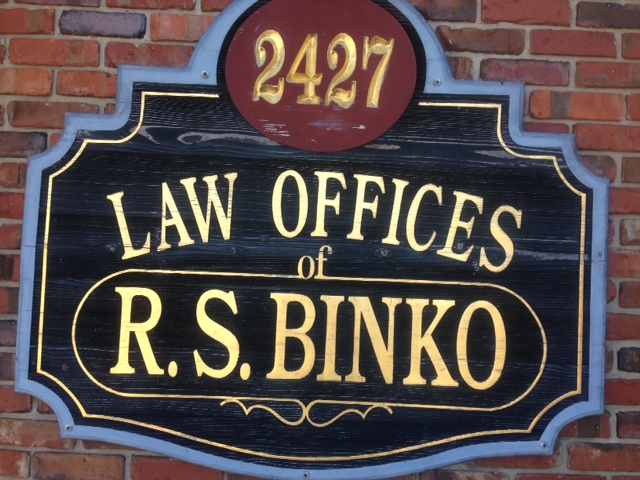 2427
LAW OFFICES
of
R.S. BINKO